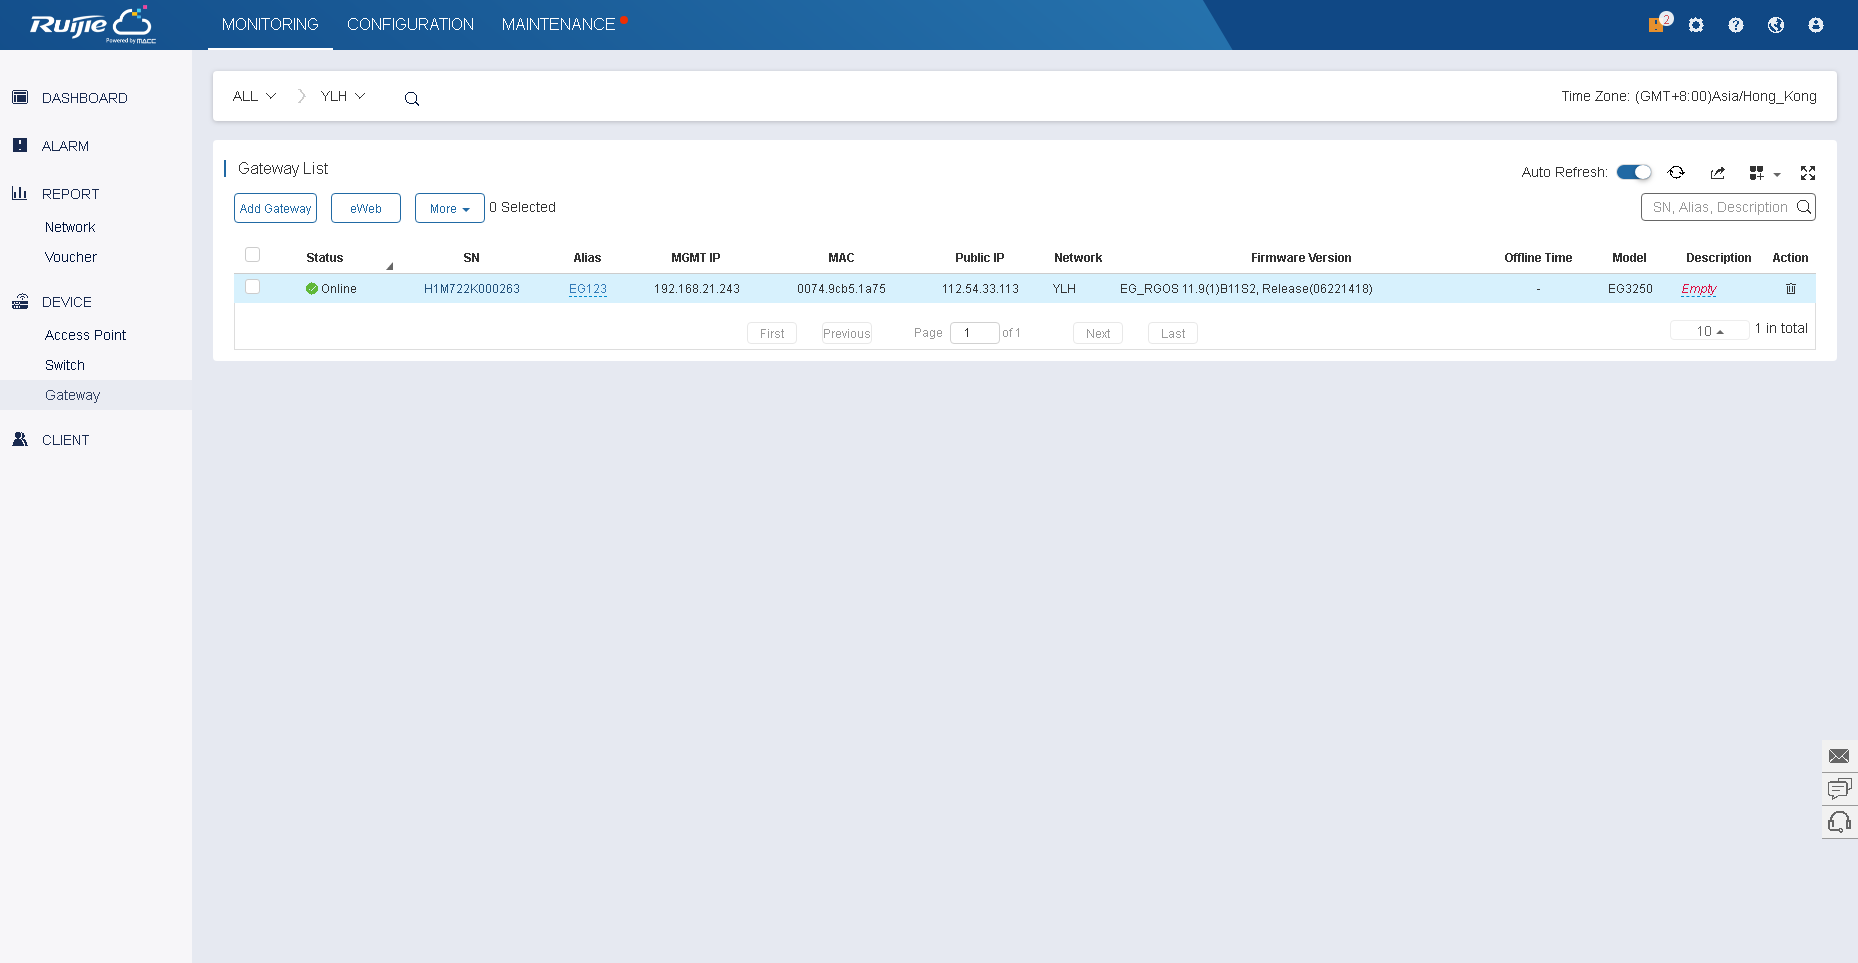 Ruijie
Powered by MACC
MONITORING CONFIGURATION MAINTENANCE
2
DASHBOARD
ALARM
REPORT
Network
Voucher
DEVICE
Access Point
Switch
Gateway
CLIENT
ALL YLH
Time Zone: (GMT+8:00)Asia/Hong_Kong
Gateway List
Auto Refresh:
Add Gateway eWeb More 0 Selected
SN, Alias, Description
Status SN Alias MGMT IP MAC Public IP Network Firmware Version Offline Time Model Description Action
Online H1M722K000263 EG123 192.168.21.243 0074.9cb5.1a75 112.54.33.113 YLH EG_RGOS 11.9(1)B11S2, Release(06221418) - EG3250 Empty
First Previous Page 1 of 1 Next Last 10 1 in total